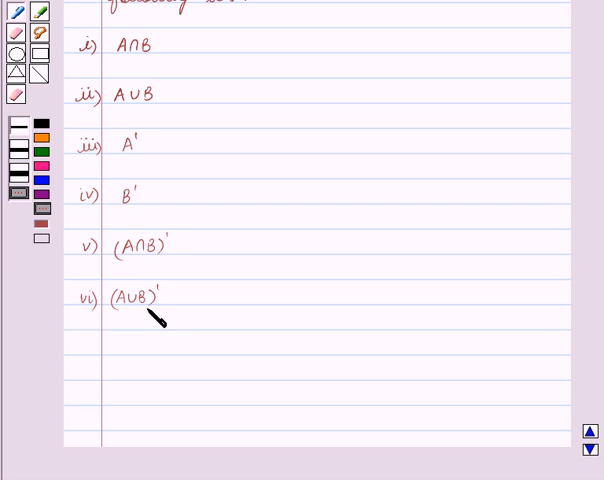 i) A∩B
ii) A∪B
iii) A'
iv) B'
v) (A∩B)'
vi) (A∪B)'